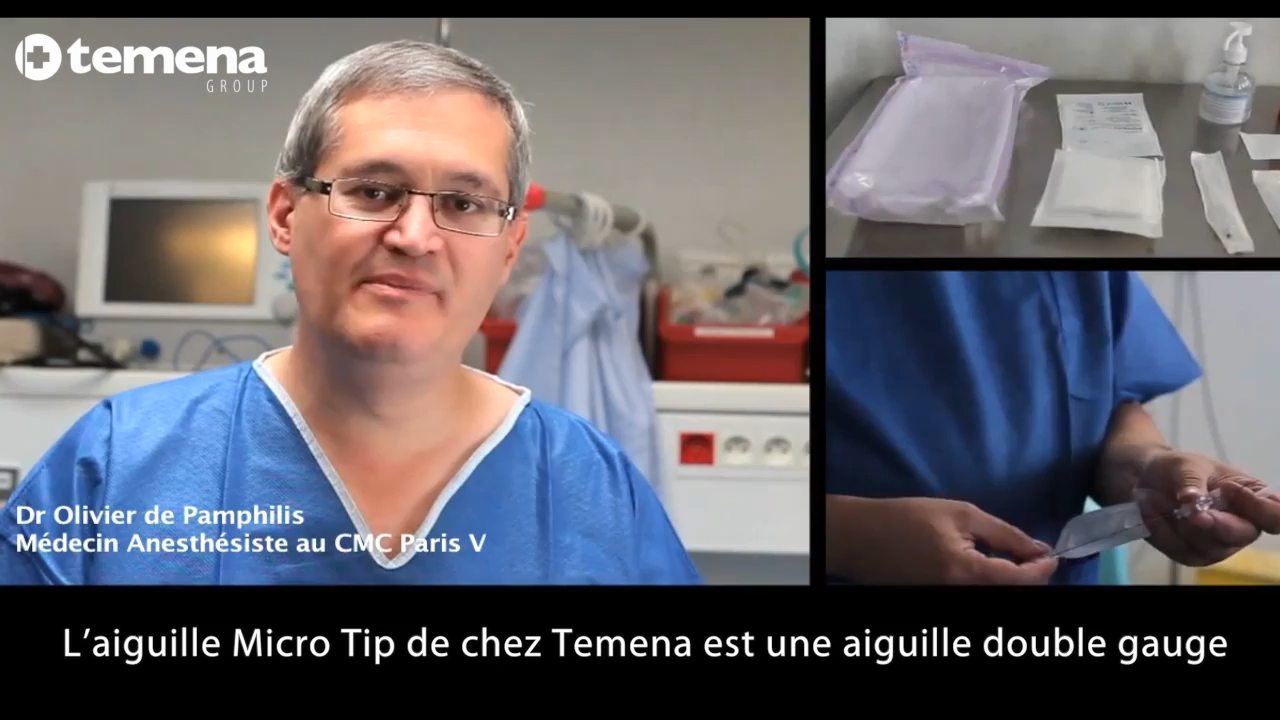 temena
GROUP
Dr Olivier de Pamphilis
Médecin Anesthésiste au CMC Paris V
L’aiguille Micro Tip de chez Temena est une aiguille double gauge